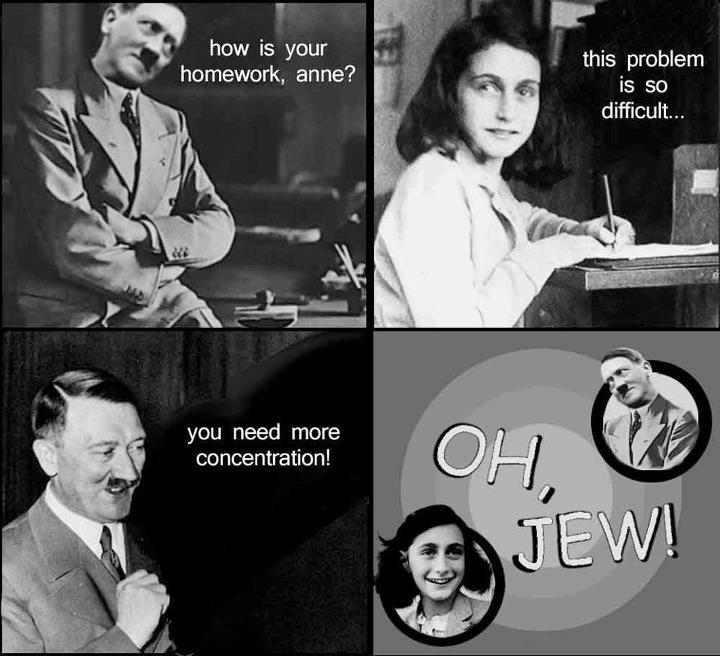 how is your
homework, anne?
this problem
is so
difficult...
you need more
concentration!
OH,
JEW!